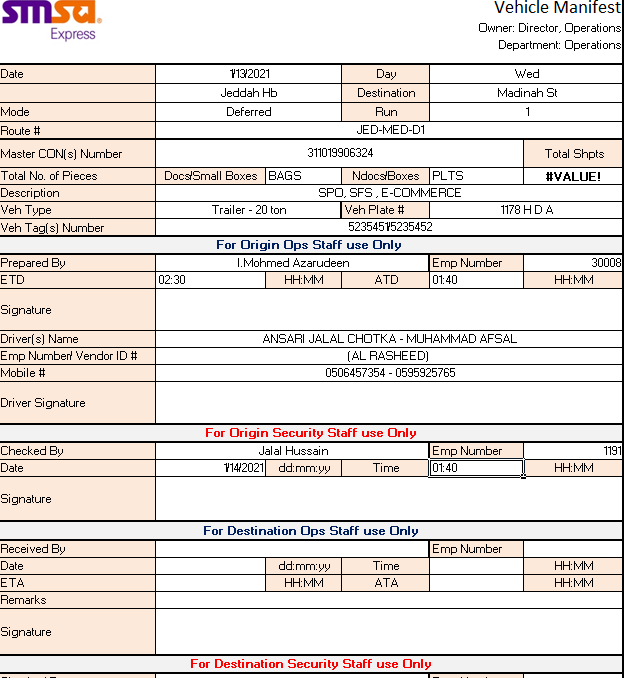 smsa
Express
Vehicle Manifest
Owner: Director, Operations
Department: Operations
Date 1/13/2021 Day Wed
Jeddah Hb Destination Madinah St
Mode Deferred Run 1
Route # JED-MED-D1
Master CON(s) Number 311019906324 Total Shpts
Total No. of Pieces Docs/Small Boxes BAGS Ndocs/Boxes PLTS #VALUE!
Description SPO, SFS , E-COMMERCE
Veh Type Trailer - 20 ton Veh Plate # 1178 H D A
Veh Tag(s) Number 5235451/5235452
For Origin Ops Staff use Only
Prepared By I.Mohmed Azarudeen Emp Number 30008
ETD 02:30 HH:MM ATD 01:40 HH:MM
Signature
Driver(s) Name ANSARI JALAL CHOTKA - MUHAMMAD AFSAL
Emp Number/ Vendor ID # (AL RASHEED)
Mobile # 0506457354 - 0595925765
Driver Signature
For Origin Security Staff use Only
Checked By Jalal Hussain Emp Number 1191
Date 1/14/2021 dd:mm:yy Time 01:40 HH:MM
Signature
For Destination Ops Staff use Only
Received By Emp Number
Date dd:mm:yy Time HH:MM
ETA HH:MM ATA HH:MM
Remarks
Signature
For Destination Security Staff use Only